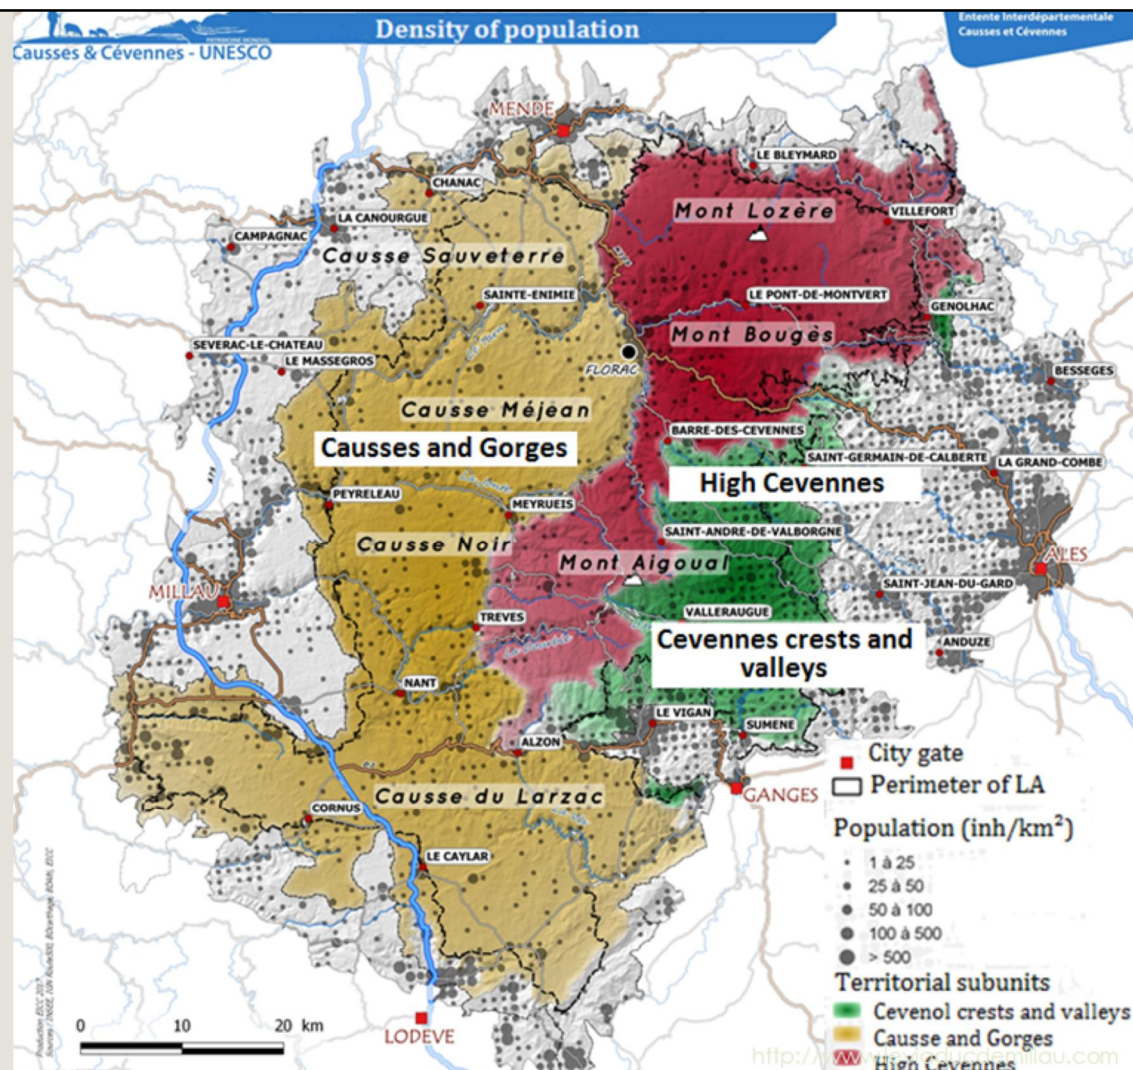 Density of population
Entente Interdépartementale
Causses et Cévennes
PATRIMOINE MONDIAL
Causses & Cévennes - UNESCO
MENDE
LE BLEYMARD
CHANAC
Mont Lozère
VILLEFORT
LA CANOURGUE
CAMPAGNAC
Causse Sauveterre
SAINTE-ENIMIE
LE PONT-DE-MONTVERT
GENOLHAC
Mont Bougès
SEVERAC-LE-CHATEAU
LE MASSEGROS
FLORAC
BESSEGES
Causse Méjean
BARRE-DES-CEVENNES
Causses and Gorges
SAINT-GERMAIN-DE-CALBERTE
LA GRAND-COMBE
High Cevennes
PEYRELEAU
MEYRUEIS
SAINT-ANDRE-DE-VALBORGNE
Causse Noir
Mont Aigoual
ALES
SAINT-JEAN-DU-GARD
MILLAU
VALLERAUGUE
TREVES
Cevennes crests and
valleys
ANDUZE
NANT
LE VIGAN
SUMENE
ALZON
City gate
Perimeter of LA
GANGES
Causse du Larzac
CORNUS
Population (inh/km²)
LE CAYLAR
1 à 25
25 à 50
50 à 100
100 à 500
> 500
Territorial subunits
Cevenol crests and valleys
Causse and Gorges
High Cevennes
0 10 20 km
LODEVE